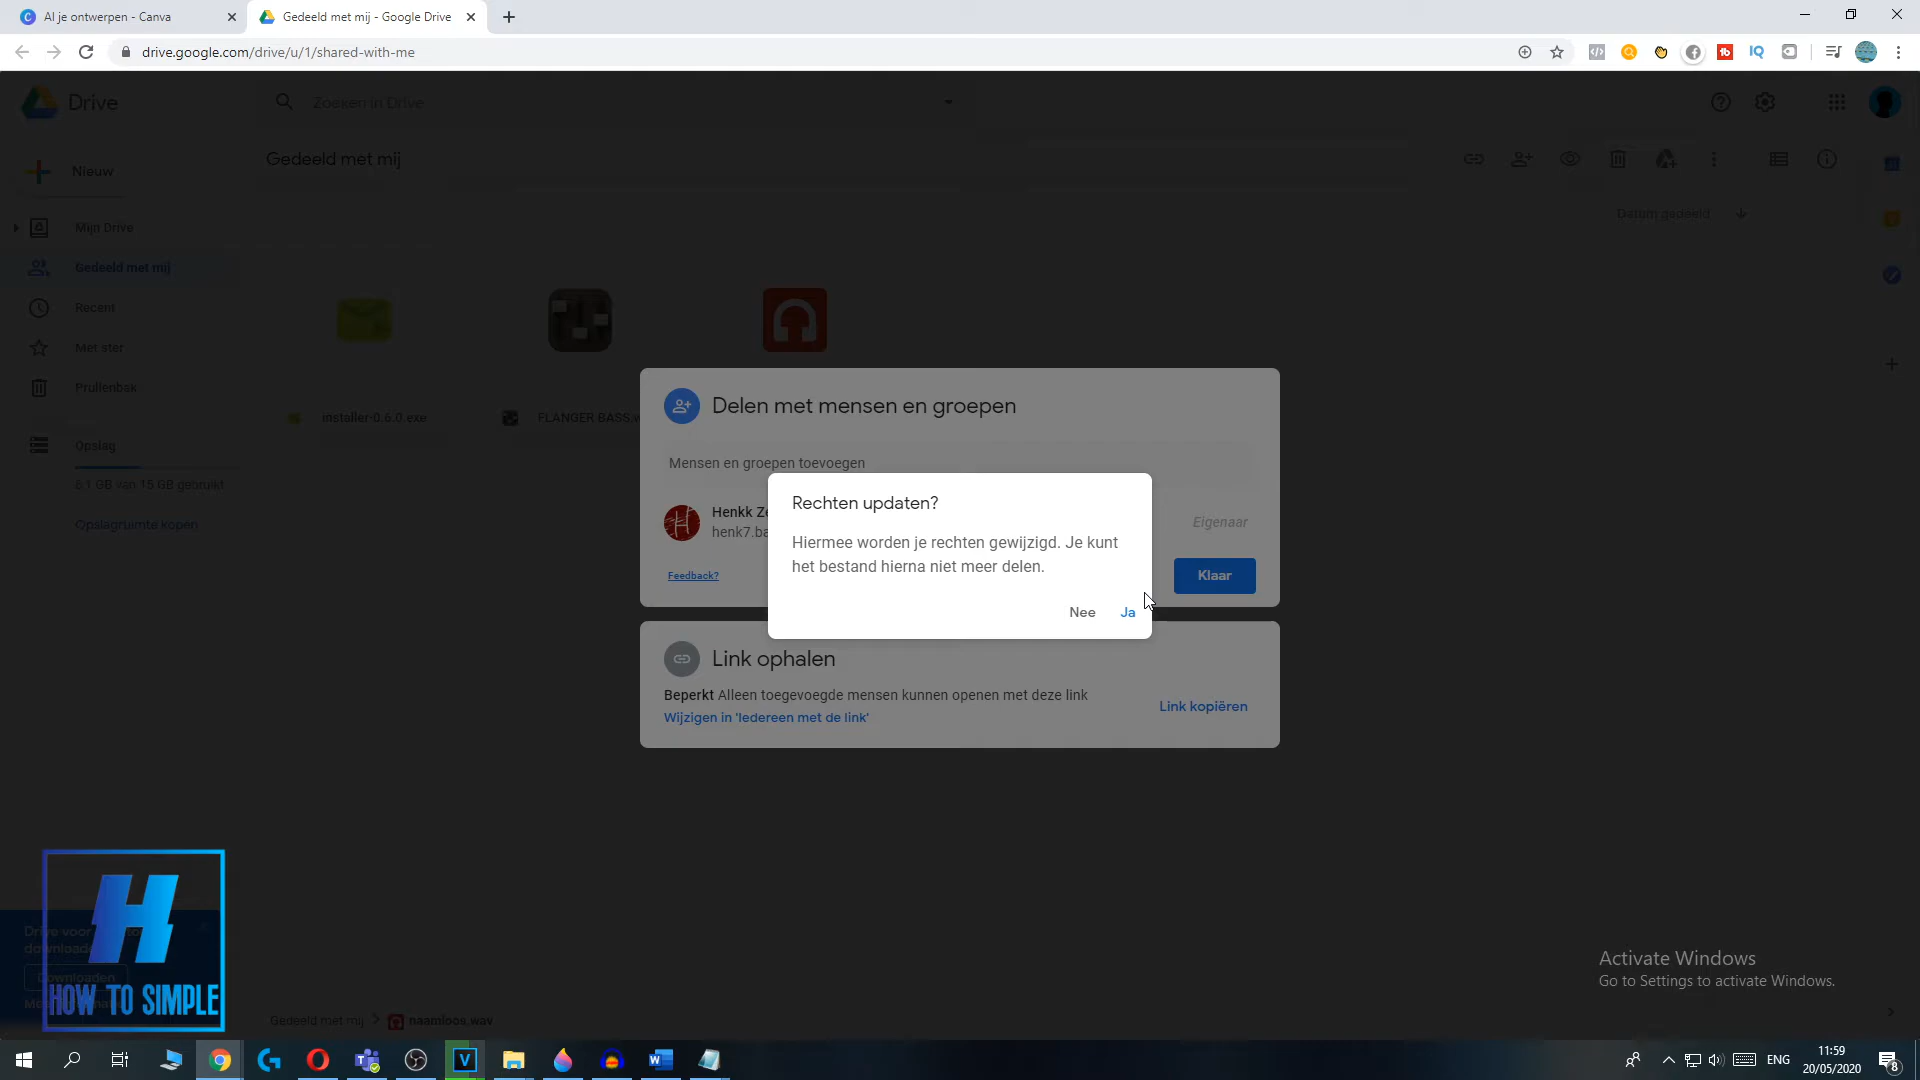 Al je ontwerpen - Canva
Gedeeld met mij - Google Drive
drive.google.com/drive/u/1/shared-with-me
Drive
Zoeken in Drive
Gedeeld met mij
Nieuw
Datum gedeeld
Mijn Drive
Gedeeld met mij
Recent
Met ster
Prullenbak
installer-0.6.0.exe
FLANGER BASS.w
Opslag
6,1 GB van 15 GB gebruikt
Opslagruimte kopen
Delen met mensen en groepen
Mensen en groepen toevoegen
Henkk Ze
henk7.ba
Eigenaar
Feedback?
Klaar
Rechten updaten?
Hiermee worden je rechten gewijzigd. Je kunt
het bestand hierna niet meer delen.
Nee
Ja
Link ophalen
Beperkt Alleen toegevoegde mensen kunnen openen met deze link
Wijzigen in 'Iedereen met de link'
Link kopiëren
Drive voor
Downloaden
H
HOW TO SIMPLE
Activate Windows
Go to Settings to activate Windows.
Gedeeld met mij
naamloos.wav
ENG
11:59
20/05/2020
8